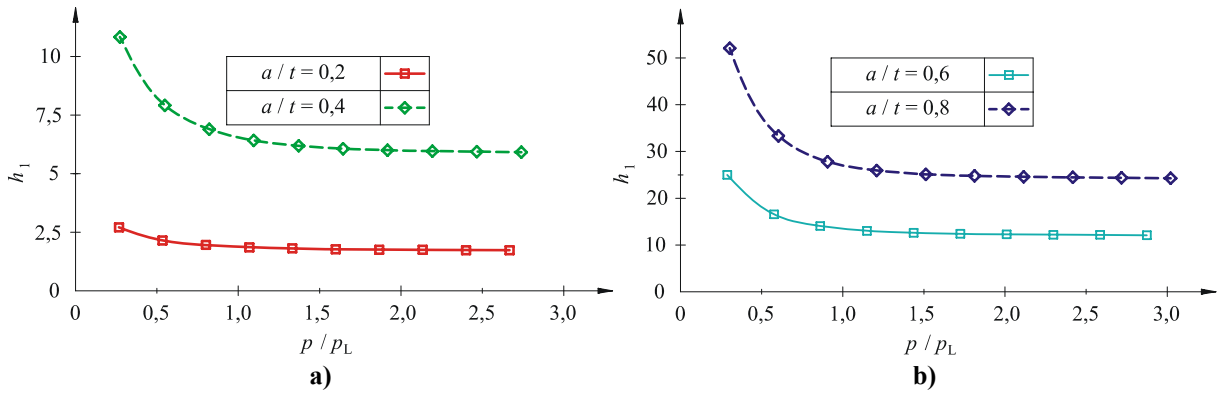 10
7,5
5
2,5
0
h1
a / t = 0,2
a / t = 0,4
0 0,5 1,0 1,5 2,0 2,5 3,0
p / pL
a)
50
40
30
20
10
0
h1
a / t = 0,6
a / t = 0,8
0 0,5 1,0 1,5 2,0 2,5 3,0
p / pL
b)